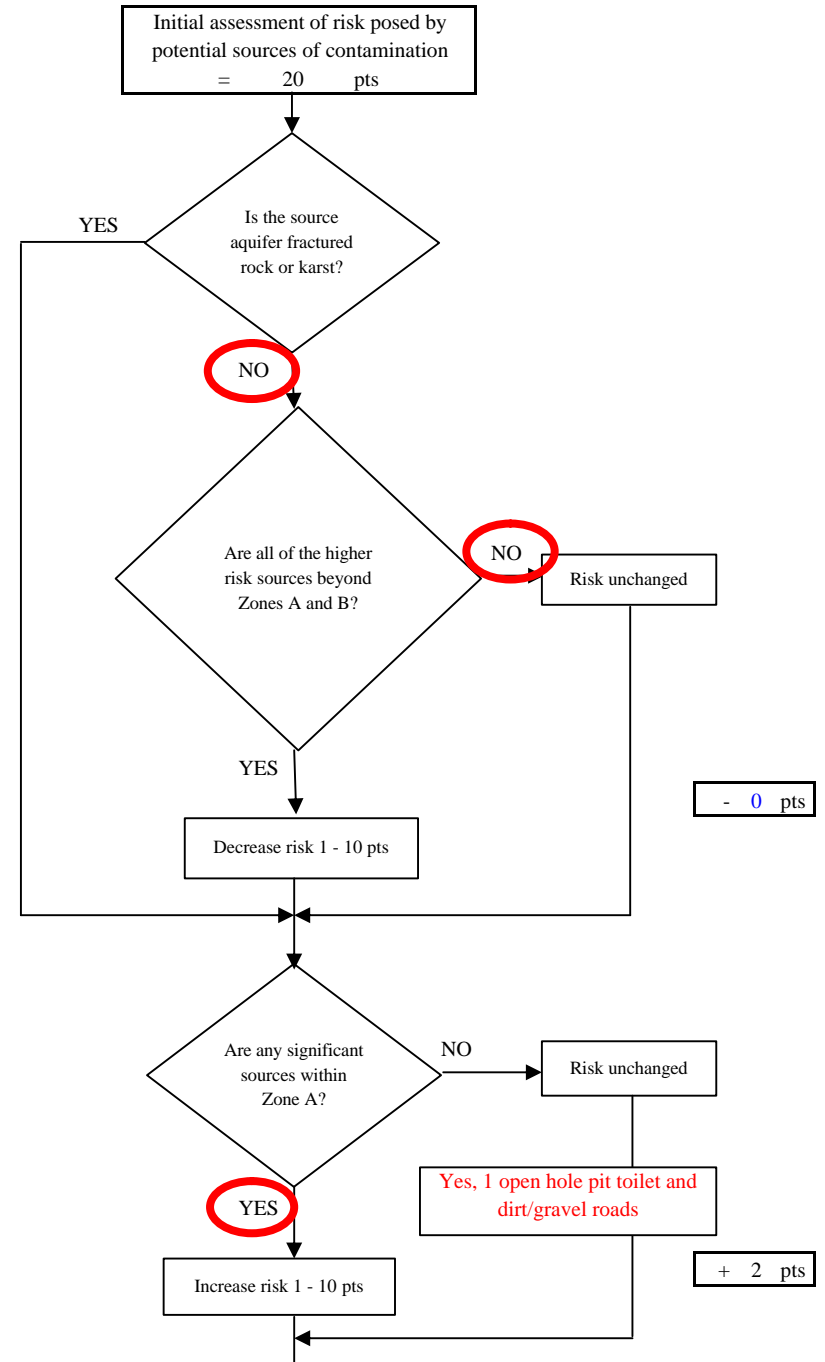 Initial assessment of risk posed by
potential sources of contamination
= 20 pts
YES
Is the source
aquifer fractured
rock or karst?
NO
Are all of the higher
risk sources beyond
Zones A and B?
NO
Risk unchanged
YES
- 0 pts
Decrease risk 1 - 10 pts
Are any significant
sources within
Zone A?
NO
Risk unchanged
Yes, 1 open hole pit toilet and
dirt/gravel roads
YES
+ 2 pts
Increase risk 1 - 10 pts